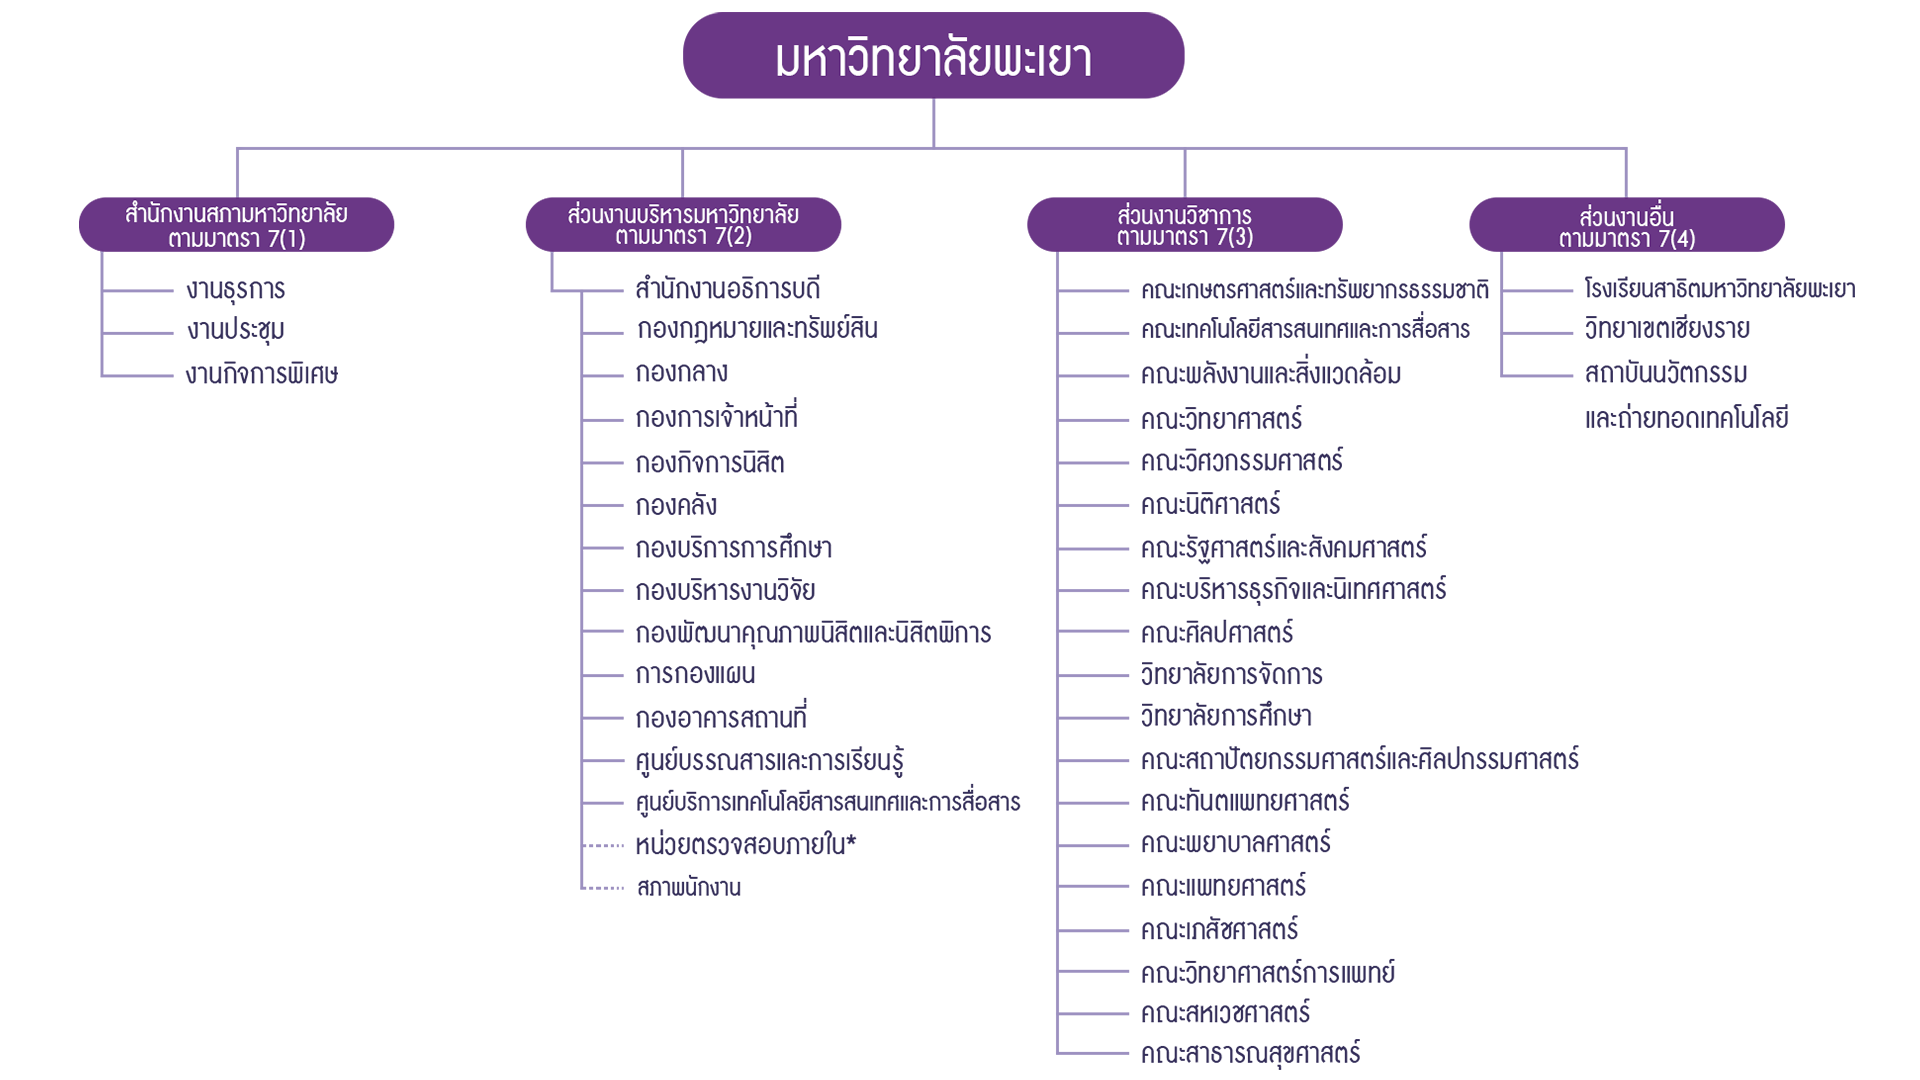 มหาวิทยาลัยพะเยา
สำนักงานสภามหาวิทยาลัย
ตามมาตรา 7(1)
งานธุรการ
งานประชุม
งานกิจการพิเศษ
ส่วนงานบริหารมหาวิทยาลัย
ตามมาตรา 7(2)
สำนักงานอธิการบดี
กองกฎหมายและทรัพย์สิน
กองกลาง
กองการเจ้าหน้าที่
กองกิจการนิสิต
กองคลัง
กองบริการการศึกษา
กองบริหารงานวิจัย
กองพัฒนาคุณภาพนิสิตและนิสิตพิการ
การกองแผน
กองอาคารสถานที่
ศูนย์บรรณสารและการเรียนรู้
ศูนย์บริการเทคโนโลยีสารสนเทศและการสื่อสาร
หน่วยตรวจสอบภายใน*
สภาพนักงาน
ส่วนงานวิชาการ
ตามมาตรา 7(3)
คณะเกษตรศาสตร์และทรัพยากรธรรมชาติ
คณะเทคโนโลยีสารสนเทศและการสื่อสาร
คณะพลังงานและสิ่งแวดล้อม
คณะวิทยาศาสตร์
คณะวิศวกรรมศาสตร์
คณะนิติศาสตร์
คณะรัฐศาสตร์และสังคมศาสตร์
คณะบริหารธุรกิจและนิเทศศาสตร์
คณะศิลปศาสตร์
วิทยาลัยการจัดการ
วิทยาลัยการศึกษา
คณะสถาปัตยกรรมศาสตร์และศิลปกรรมศาสตร์
คณะทันตแพทยศาสตร์
คณะพยาบาลศาสตร์
คณะแพทยศาสตร์
คณะเภสัชศาสตร์
คณะวิทยาศาสตร์การแพทย์
คณะสหเวชศาสตร์
คณะสาธารณสุขศาสตร์
ส่วนงานอื่น
ตามมาตรา 7(4)
โรงเรียนสาธิตมหาวิทยาลัยพะเยา
วิทยาเขตเชียงราย
สถาบันนวัตกรรม
และถ่ายทอดเทคโนโลยี